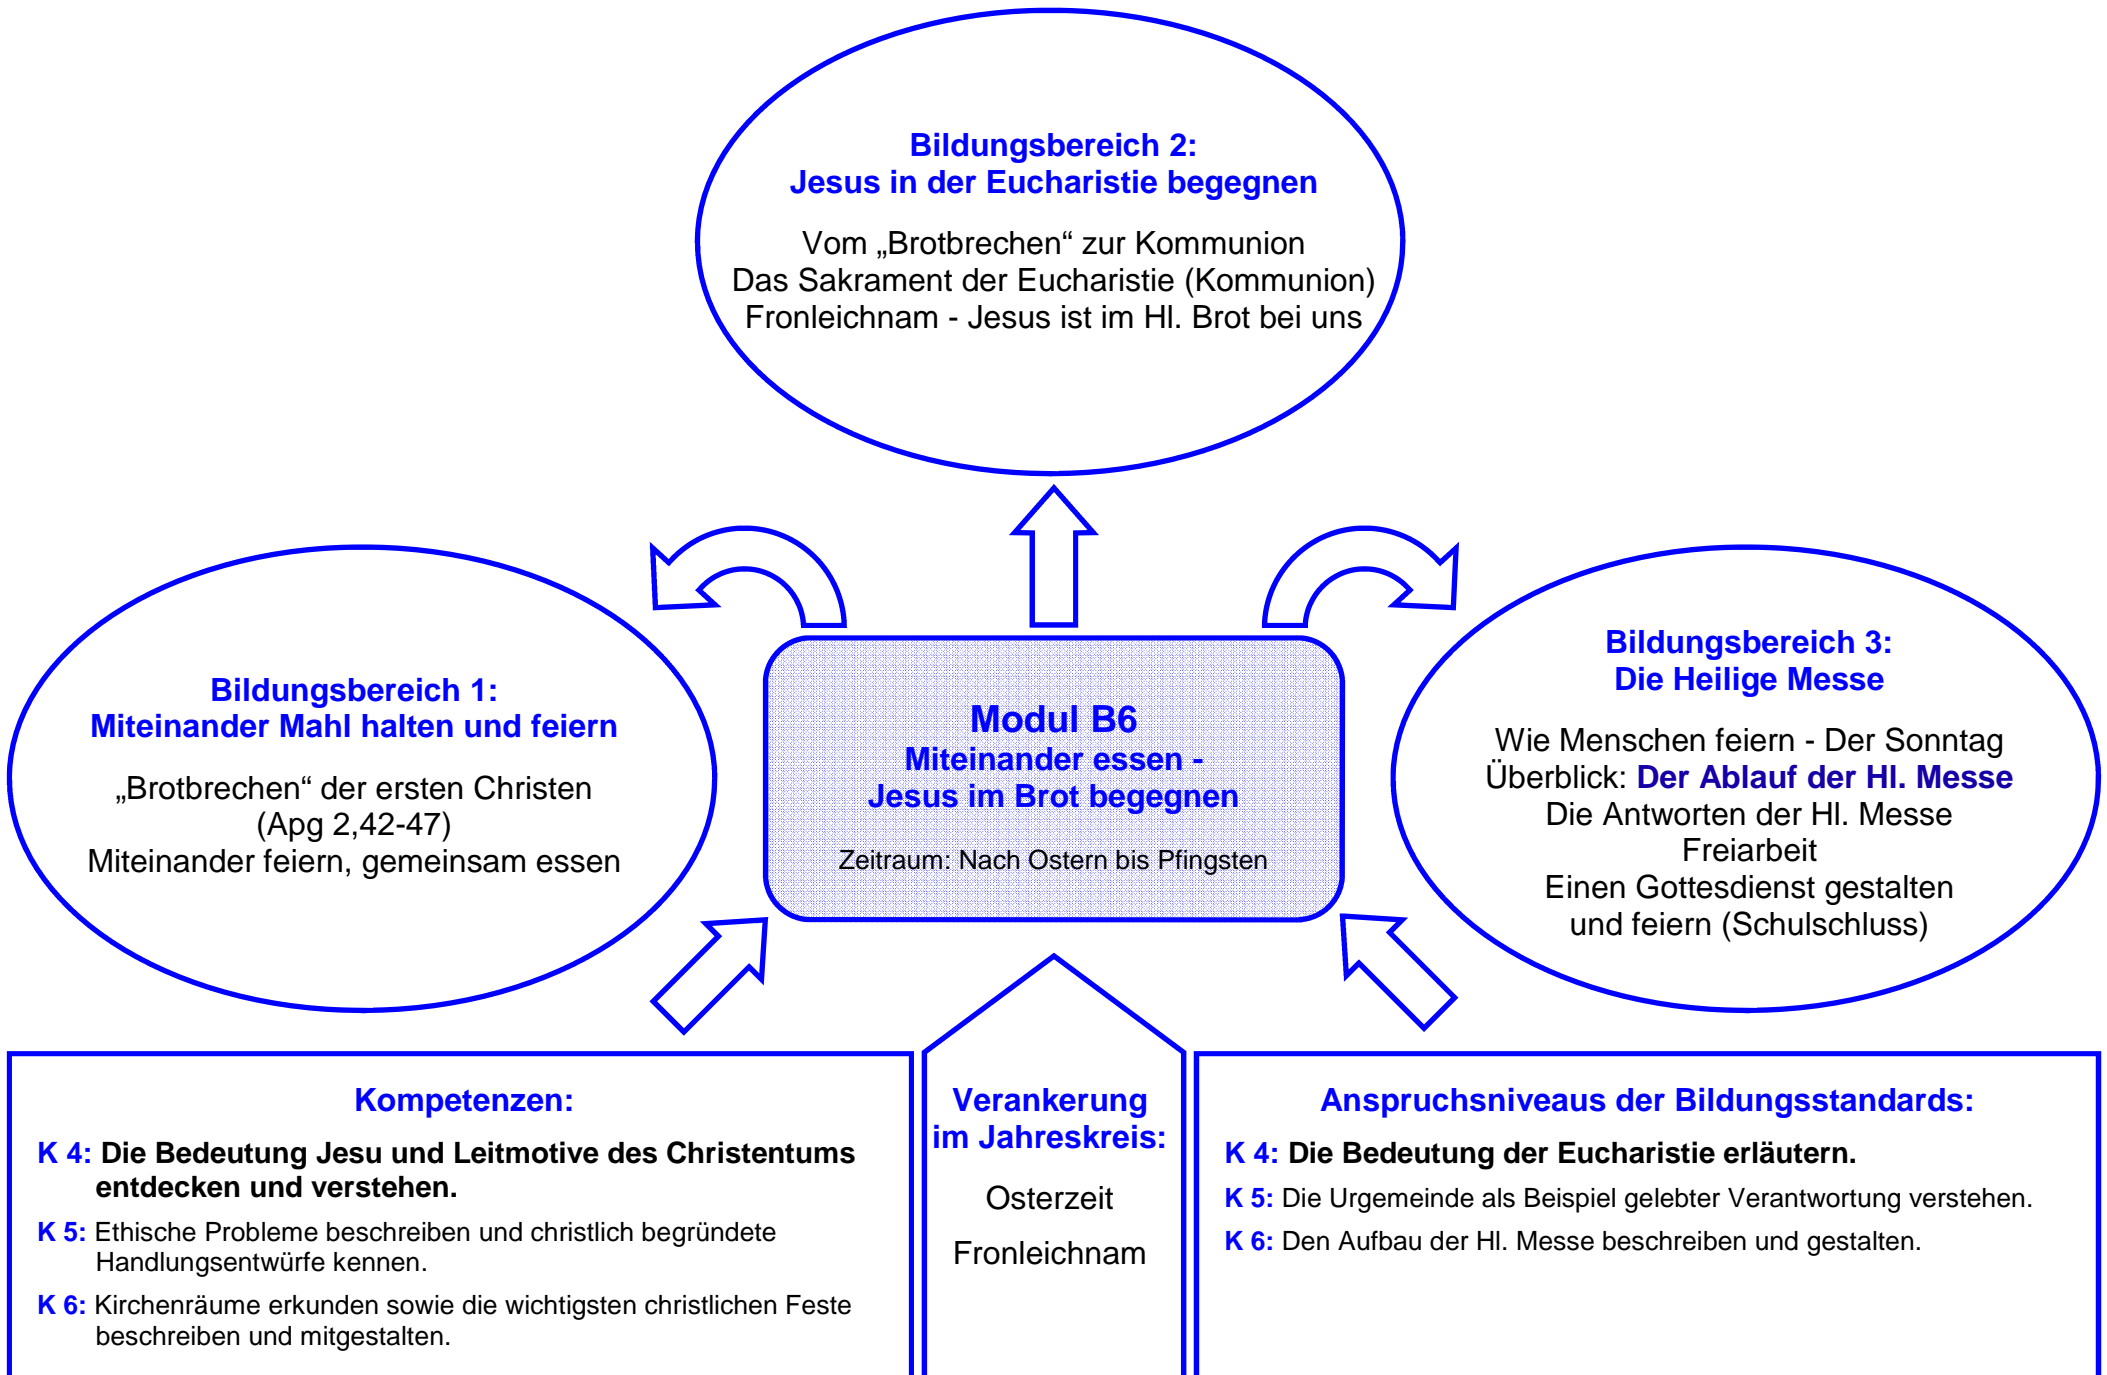 Bildungsbereich 2:
Jesus in der Eucharistie begegnen
Vom „Brotbrechen“ zur Kommunion
Das Sakrament der Eucharistie (Kommunion)
Fronleichnam - Jesus ist im Hl. Brot bei uns
Bildungsbereich 1:
Miteinander Mahl halten und feiern
„Brotbrechen“ der ersten Christen
(Apg 2,42-47)
Miteinander feiern, gemeinsam essen
Modul B6
Miteinander essen -
Jesus im Brot begegnen
Zeitraum: Nach Ostern bis Pfingsten
Bildungsbereich 3:
Die Heilige Messe
Wie Menschen feiern - Der Sonntag
Überblick: Der Ablauf der Hl. Messe
Die Antworten der Hl. Messe
Freiarbeit
Einen Gottesdienst gestalten
und feiern (Schulschluss)
Kompetenzen:
K 4: Die Bedeutung Jesu und Leitmotive des Christentums
entdecken und verstehen.
K 5: Ethische Probleme beschreiben und christlich begründete
Handlungsentwürfe kennen.
K 6: Kirchenräume erkunden sowie die wichtigsten christlichen Feste
beschreiben und mitgestalten.
Verankerung
im Jahreskreis:
Osterzeit
Fronleichnam
Anspruchsniveaus der Bildungsstandards:
K 4: Die Bedeutung der Eucharistie erläutern.
K 5: Die Urgemeinde als Beispiel gelebter Verantwortung verstehen.
K 6: Den Aufbau der Hl. Messe beschreiben und gestalten.